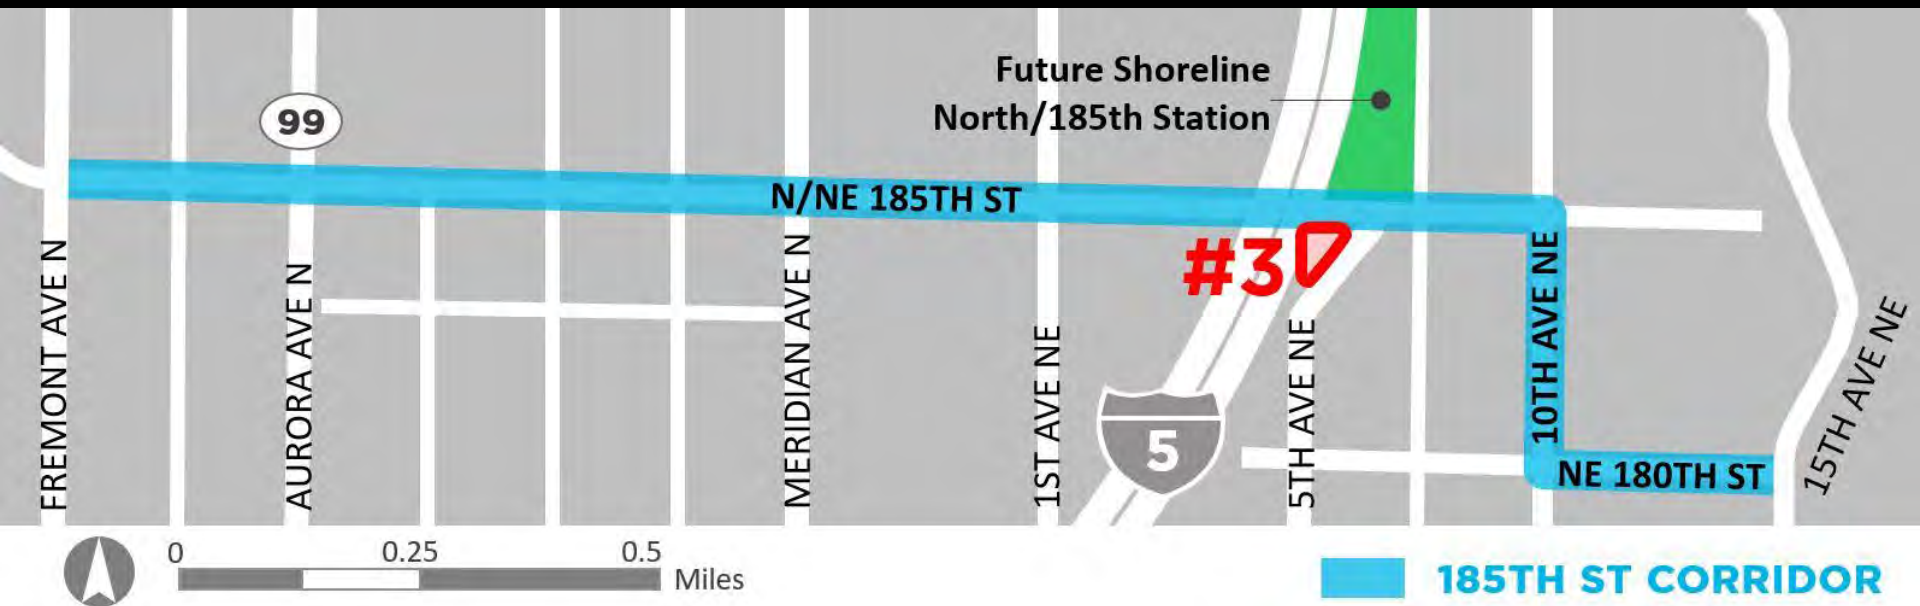 Future Shoreline
North/185th Station
99
N/NE 185TH ST
#3
FREMONT AVE N
AURORA AVE N
MERIDIAN AVE N
1ST AVE NE
5
5TH AVE NE
10TH AVE NE
NE 180TH ST
15TH AVE NE
0 0.25 0.5
Miles
185TH ST CORRIDOR